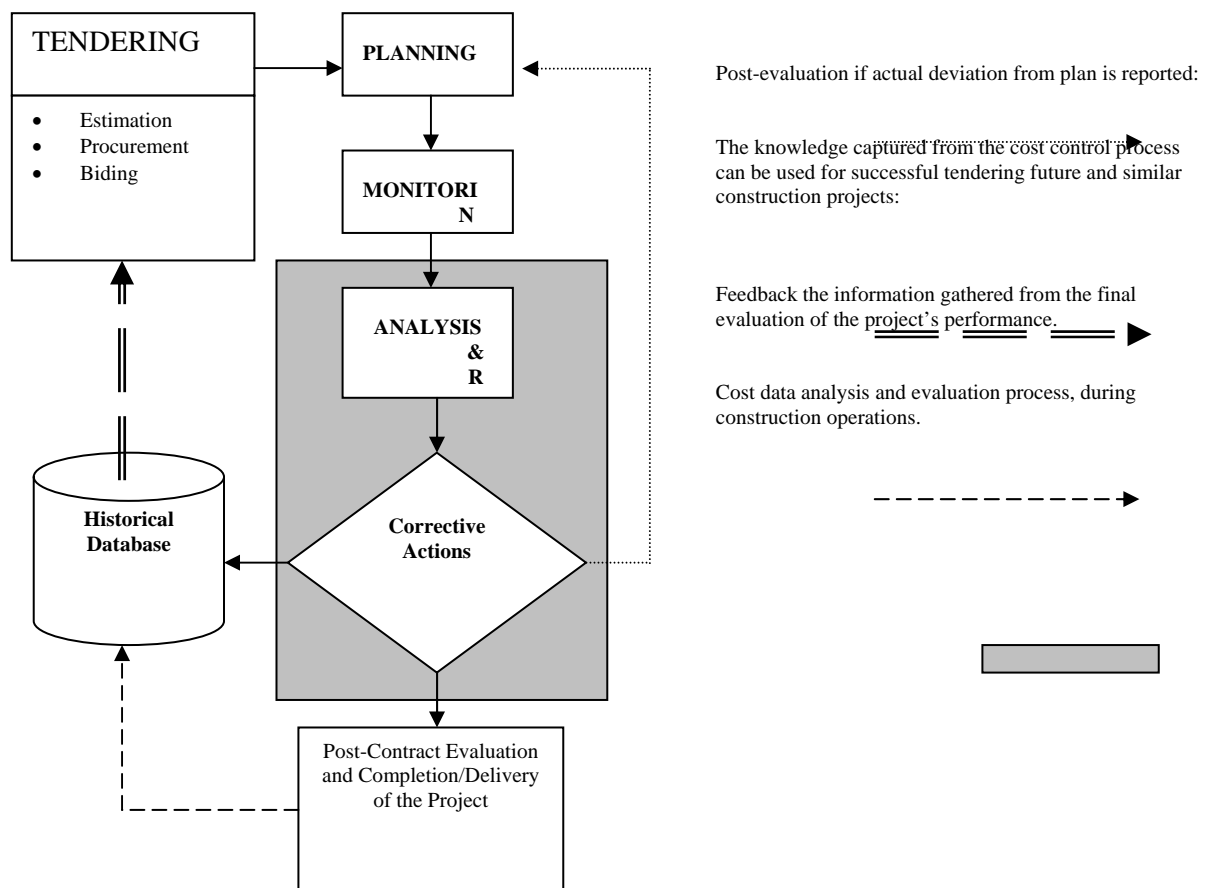 TENDERING
• Estimation
• Procurement
• Biding
PLANNING
MONITORI
N
ANALYSIS
&
R
Corrective
Actions
Historical
Database
Post-Contract Evaluation
and Completion/Delivery
of the Project
Post-evaluation if actual deviation from plan is reported:
The knowledge captured from the cost control process
can be used for successful tendering future and similar
construction projects:
Feedback the information gathered from the final
evaluation of the project’s performance.
Cost data analysis and evaluation process, during
construction operations.